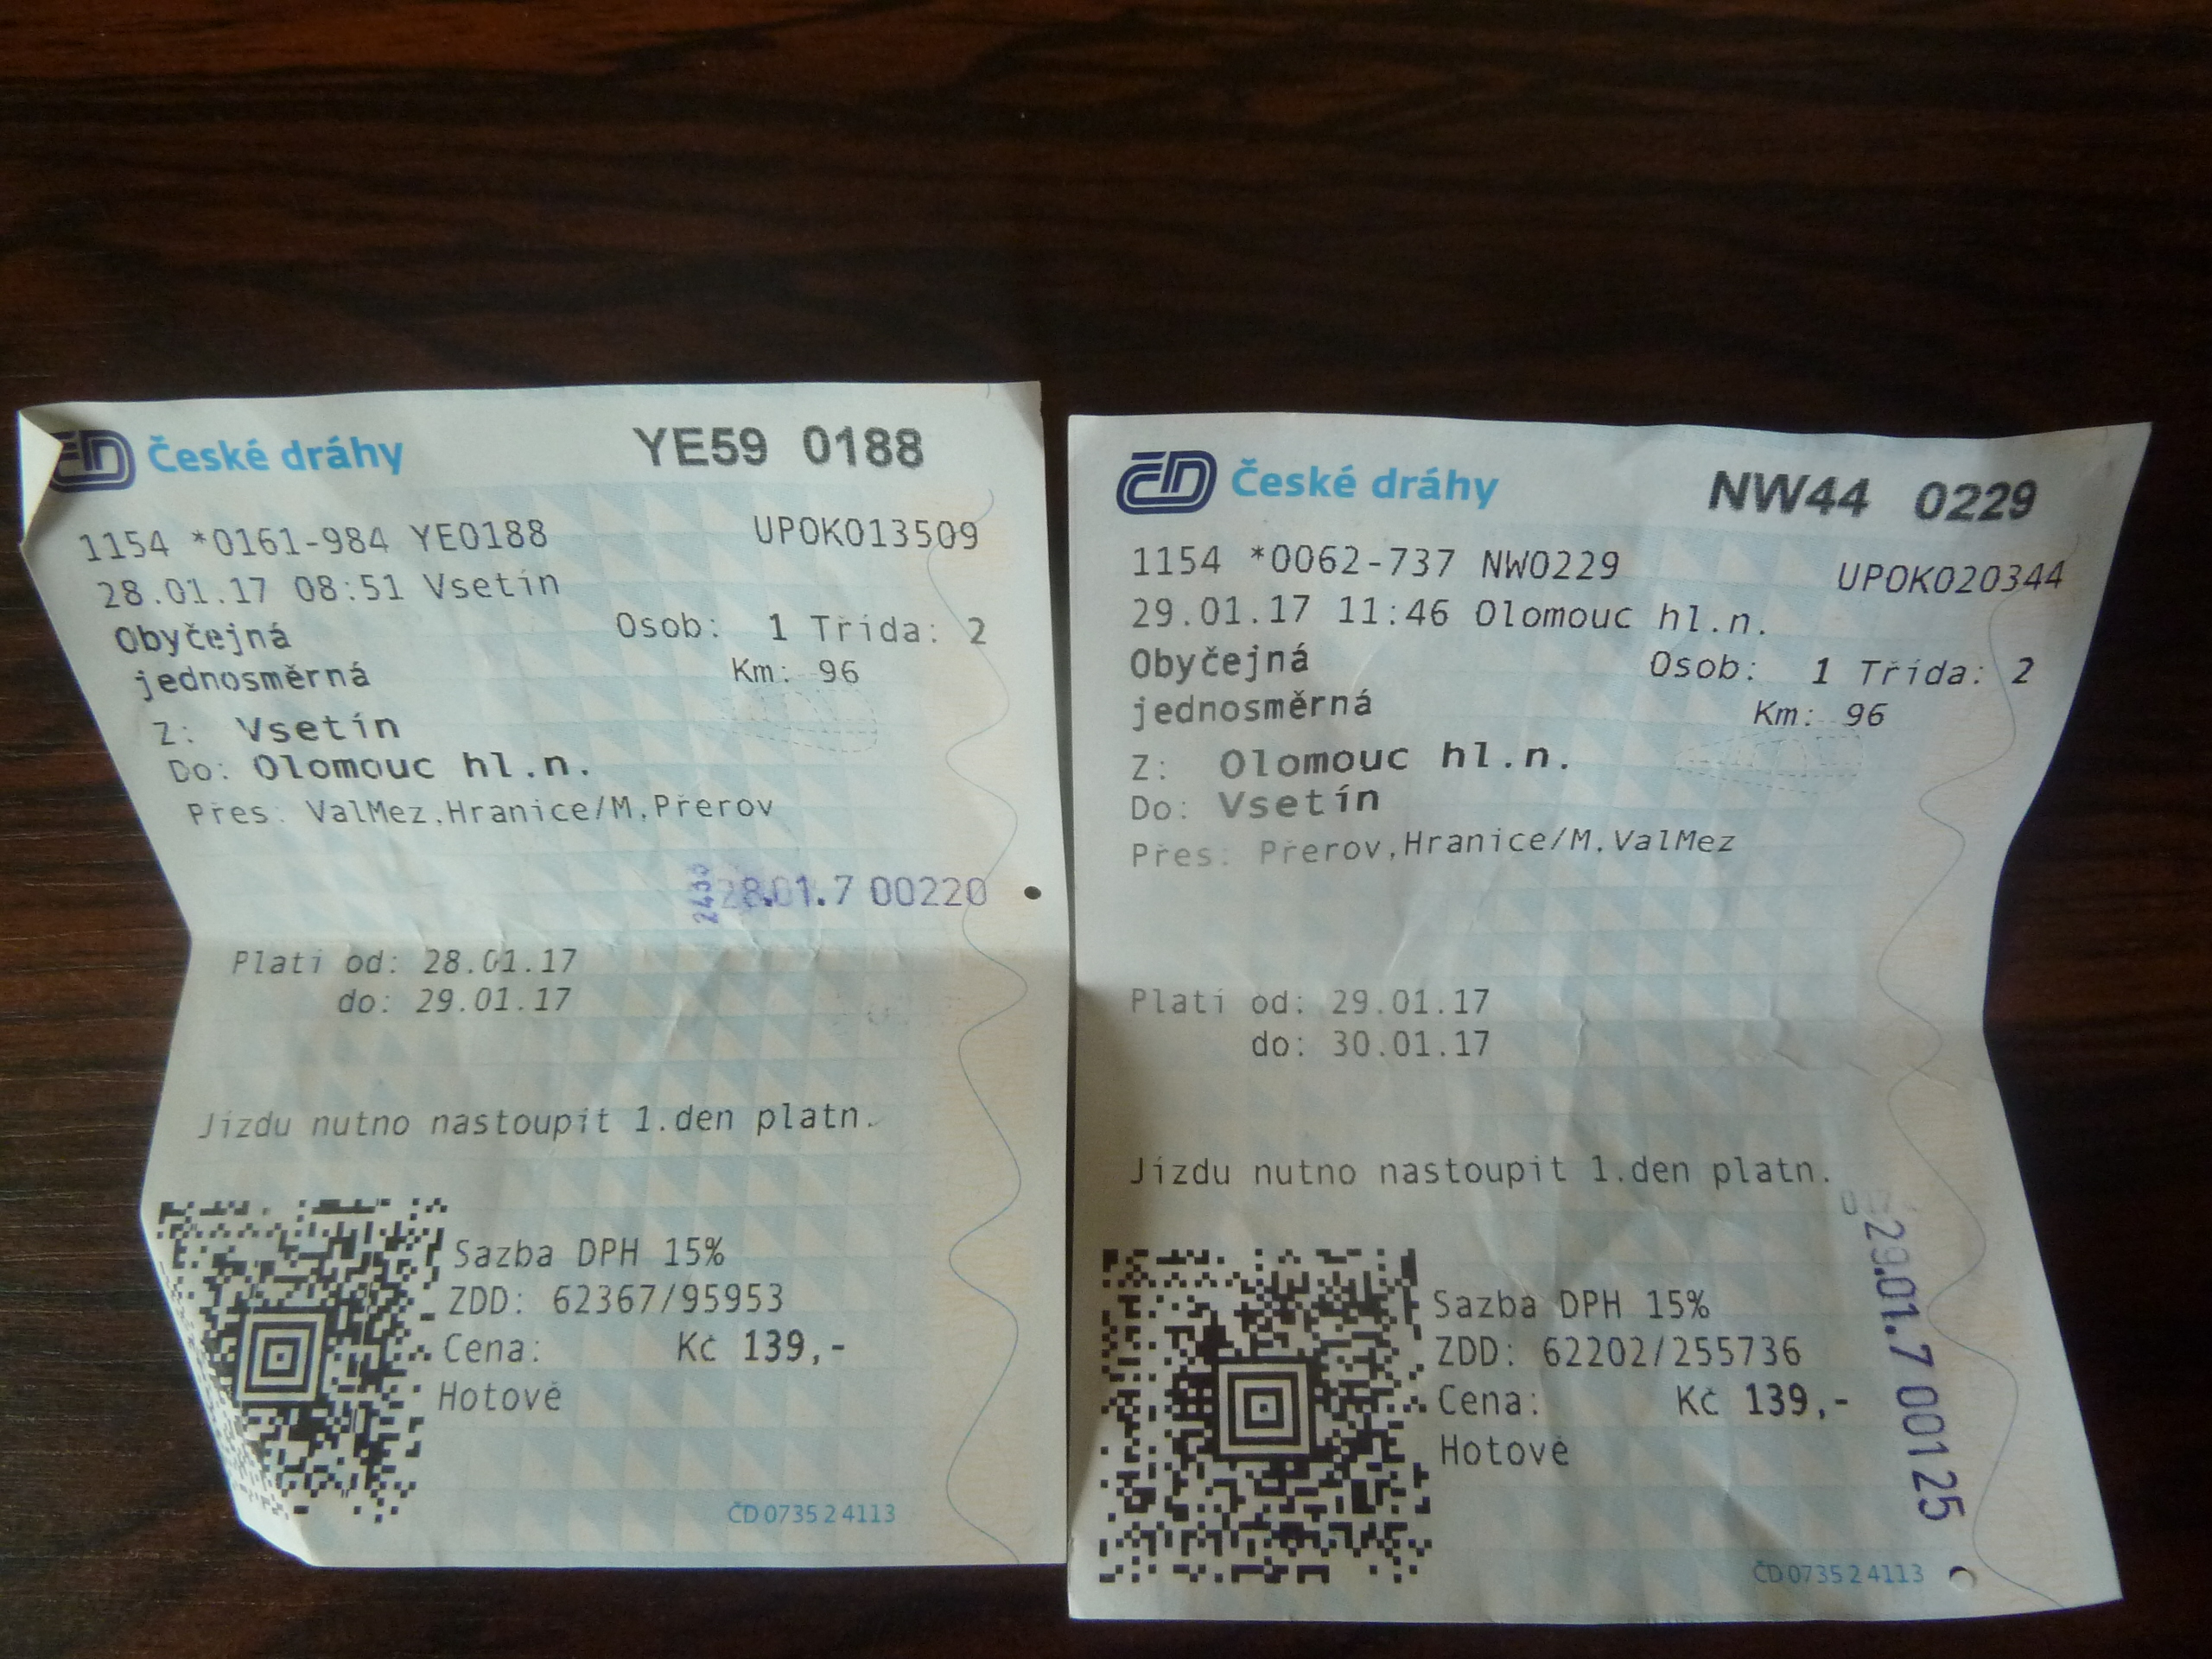 ČD České dráhy YE59 0188
1154 *0161-984 YE0188 UPOK013509
28.01.17 08:51 Vsetín
Obyčejná Osob: 1 Třída: 2
jednosměrná Km: 96
Z: Vsetín
Do: Olomouc hl.n.
Přes: ValMez,Hranice/M,Přerov
2433 28.01.7 00220
Platí od: 28.01.17
do: 29.01.17
Jízdu nutno nastoupit 1.den platn.
Sazba DPH 15%
ZDD: 62367/95953
Cena: Kč 139,-
Hotově
ČD 0735 2 4113
ČD České dráhy NW44 0229
1154 *0062-737 NW0229 UPOK020344
29.01.17 11:46 Olomouc hl.n.
Obyčejná Osob: 1 Třída: 2
jednosměrná Km: 96
Z: Olomouc hl.n.
Do: Vsetín
Přes: Přerov,Hranice/M,ValMez
Platí od: 29.01.17
do: 30.01.17
Jízdu nutno nastoupit 1.den platn.
29.01.7 00125
Sazba DPH 15%
ZDD: 62202/255736
Cena: Kč 139,-
Hotově
ČD 0735 2 4113